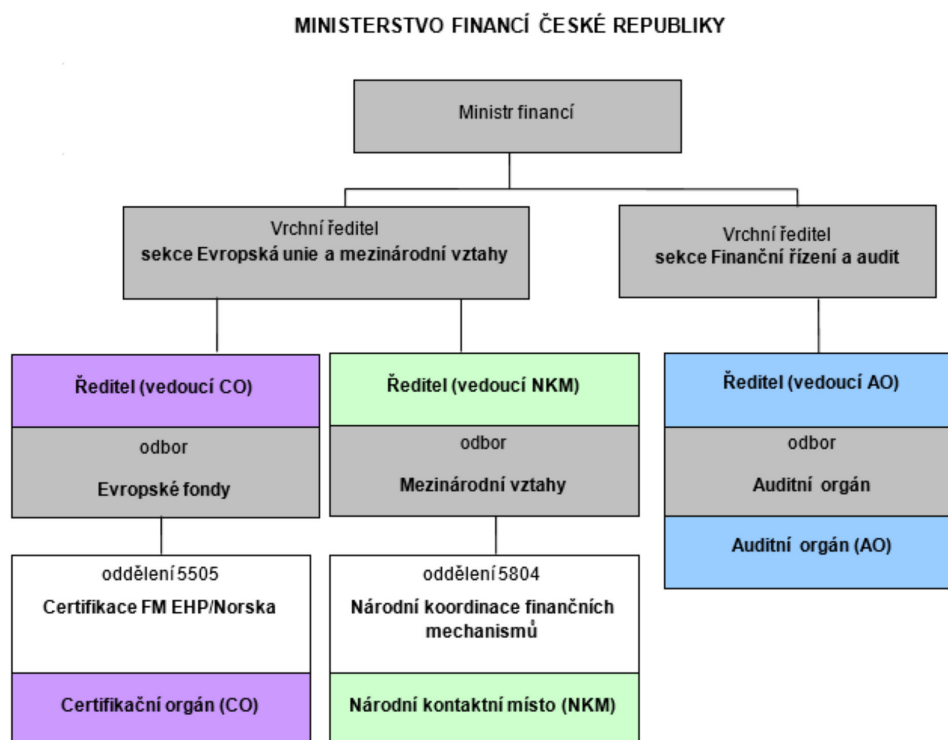 MINISTERSTVO FINANCÍ ČESKÉ REPUBLIKY
Ministr financí
Vrchní ředitel
sekce Evropská unie a mezinárodní vztahy
Vrchní ředitel
sekce Finanční řízení a audit
Ředitel (vedoucí CO)
odbor
Evropské fondy
Ředitel (vedoucí NKM)
odbor
Mezinárodní vztahy
Ředitel (vedoucí AO)
odbor
Auditní orgán
Auditní orgán (AO)
oddělení 5505
Certifikace FM EHP/Norska
Certifikační orgán (CO)
oddělení 5804
Národní koordinace finančních
mechanismů
Národní kontaktní místo (NKM)